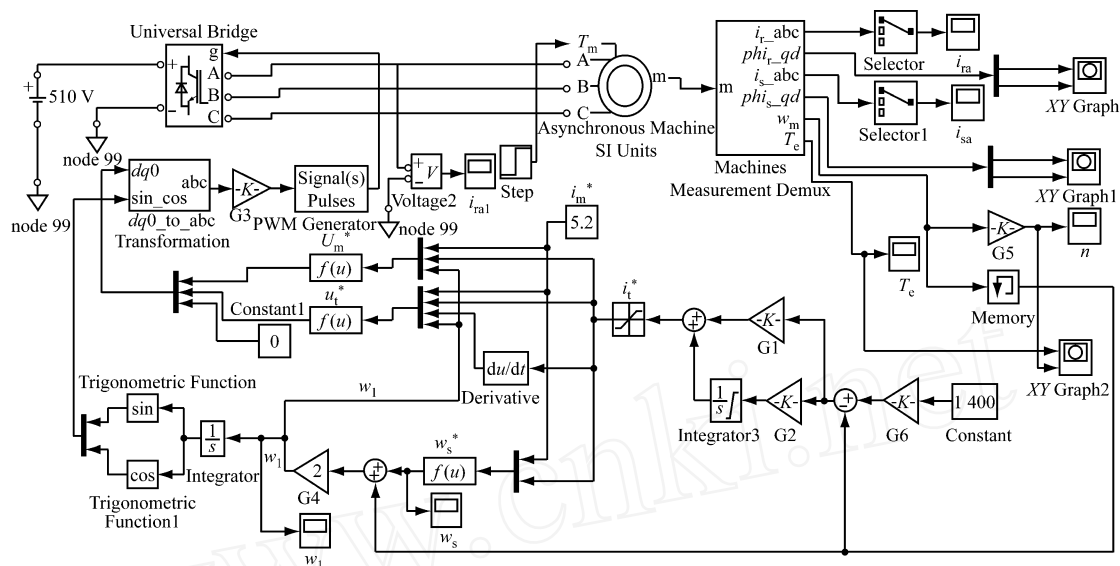 Universal Bridge
g
A
B
C
+
−
+
510 V
node 99
node 99
T_m
A
B
C
m
Asynchronous Machine
SI Units
m
i_r_abc
phi_r_qd
i_s_abc
phi_s_qd
w_m
T_e
Machines
Measurement Demux
Selector
i_ra
Selector1
i_sa
XY Graph
XY Graph1
dq0
sin_cos
abc
dq0_to_abc
Transformation
-K-
G3
Signal(s)
Pulses
PWM Generator
+
−
V
Voltage2
i_ra1
Step
node 99
i_m*
5.2
U_m*
f(u)
u_t*
f(u)
Constant1
0
i_t*
-K-
G1
-K-
G5
n
T_e
Memory
XY Graph2
du/dt
Derivative
1/s
Integrator3
-K-
G2
+
−
-K-
G6
1 400
Constant
Trigonometric Function
sin
cos
Trigonometric
Function1
1/s
Integrator
w_1
w_1
2
G4
+
+
w_s*
f(u)
w_s
w_1
+
+
www.cnki.net